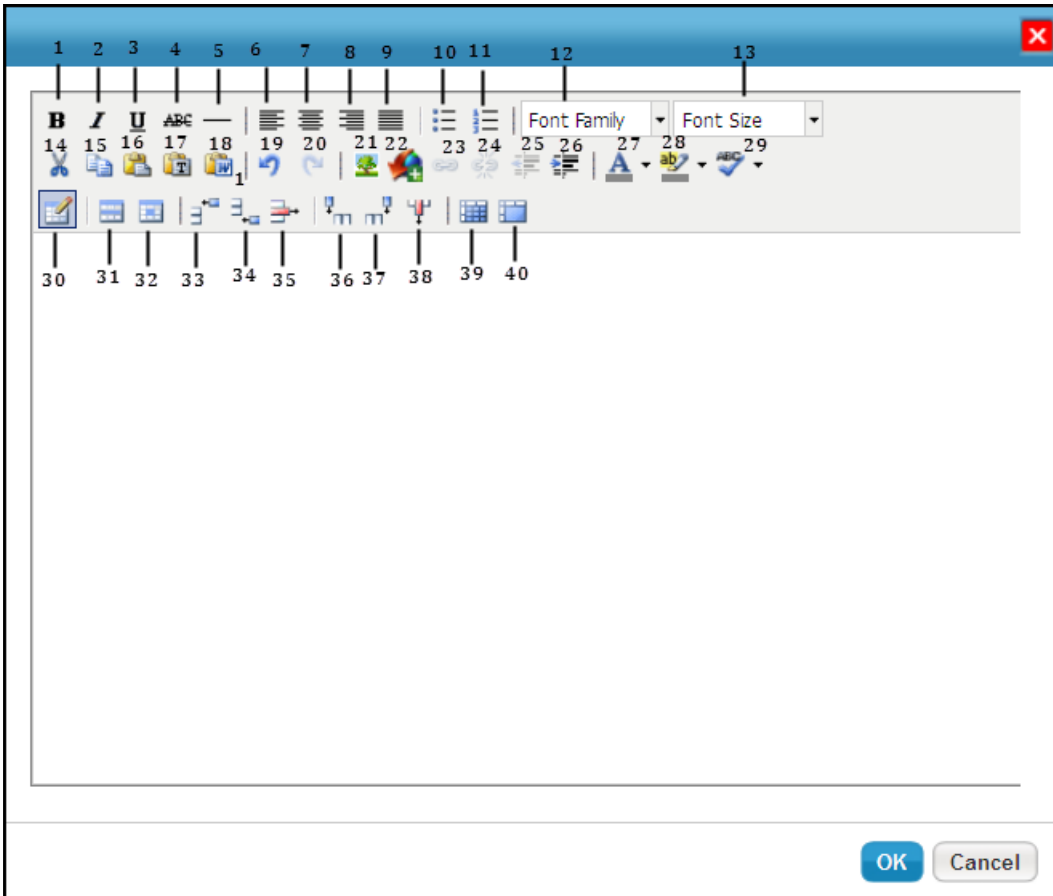 1 2 3 4 5 6 7 8 9 10 11 12 13
B I U ABC Font Family Font Size
14 15 16 17 18 19 20 21 22 23 24 25 26 27 28 29
T W 1 A ab ABC
30 31 32 33 34 35 36 37 38 39 40
OK Cancel